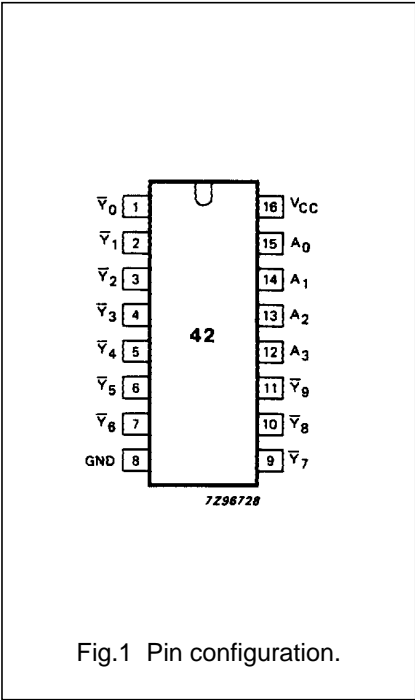 Y̅0 1 16 VCC
Y̅1 2 15 A0
Y̅2 3 14 A1
Y̅3 4 13 A2
42
Y̅4 5 12 A3
Y̅5 6 11 Y̅9
Y̅6 7 10 Y̅8
GND 8 9 Y̅7
7Z96728
Fig.1 Pin configuration.